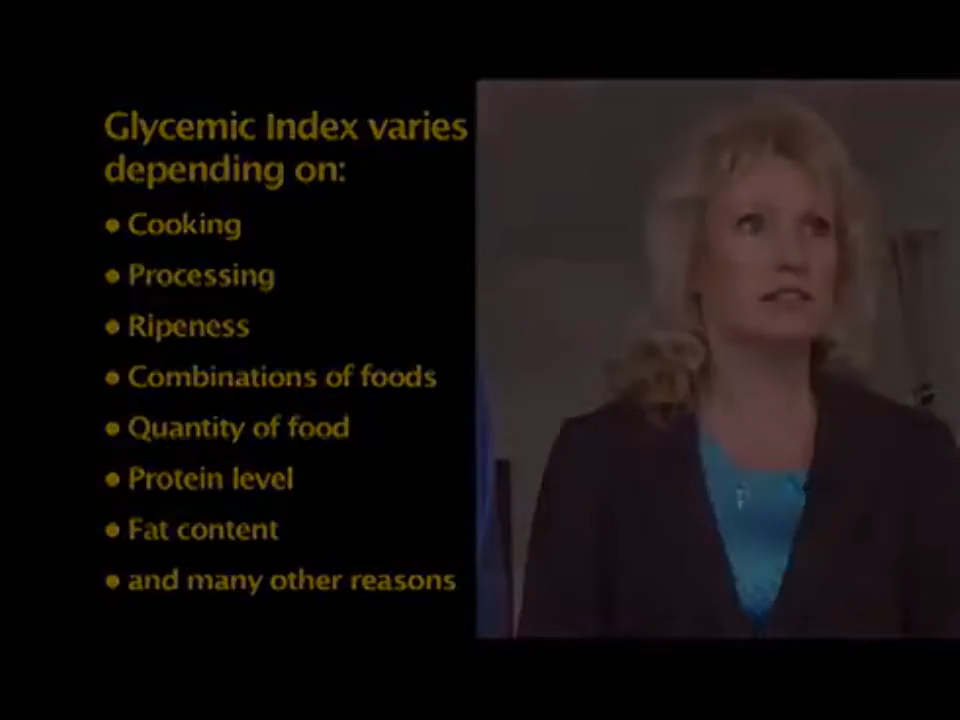 Glycemic Index varies
depending on:
• Cooking
• Processing
• Ripeness
• Combinations of foods
• Quantity of food
• Protein level
• Fat content
• and many other reasons